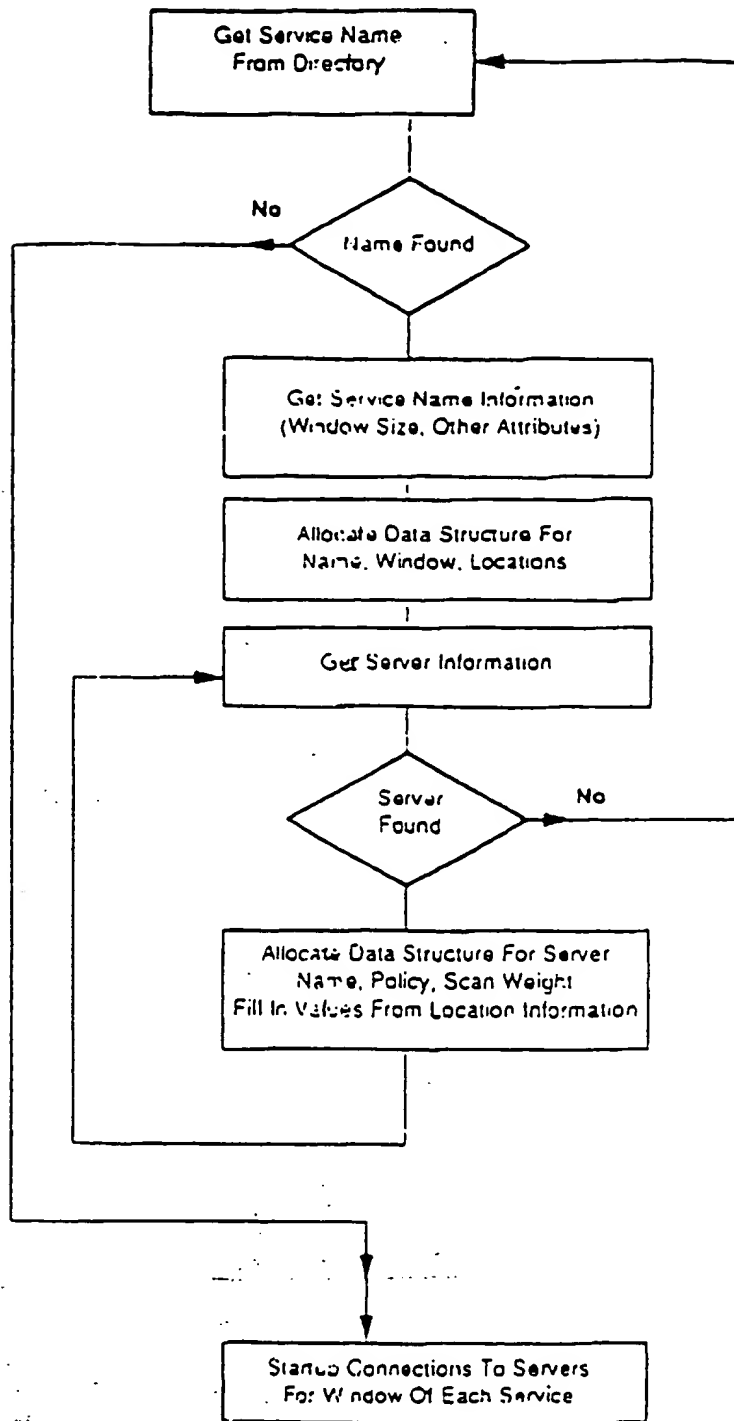 Get Service Name
From Directory
No
Name Found
Get Service Name Information
(Window Size, Other Attributes)
Allocate Data Structure For
Name, Window, Locations
Get Server Information
Server
Found
No
Allocate Data Structure For Server
Name, Policy, Scan Weight
Fill In Values From Location Information
Startup Connections To Servers
For Window Of Each Service